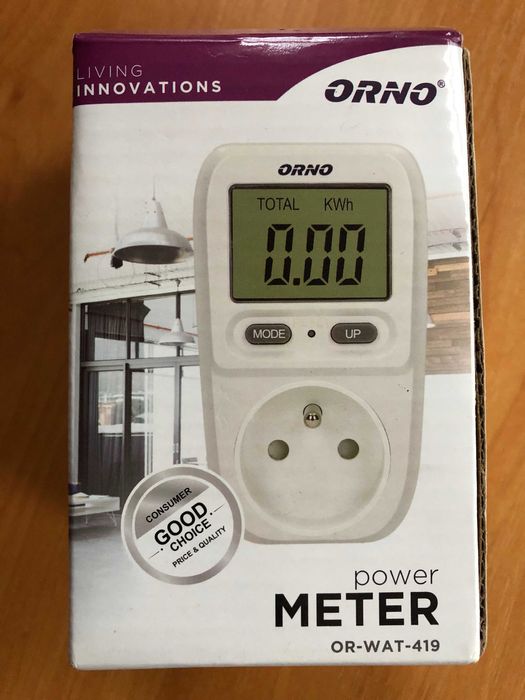 LIVING
INNOVATIONS
ORNO®
ORNO
TOTAL KWh
0.00
MODE UP
CONSUMER
GOOD
CHOICE
PRICE & QUALITY
power
METER
OR-WAT-419